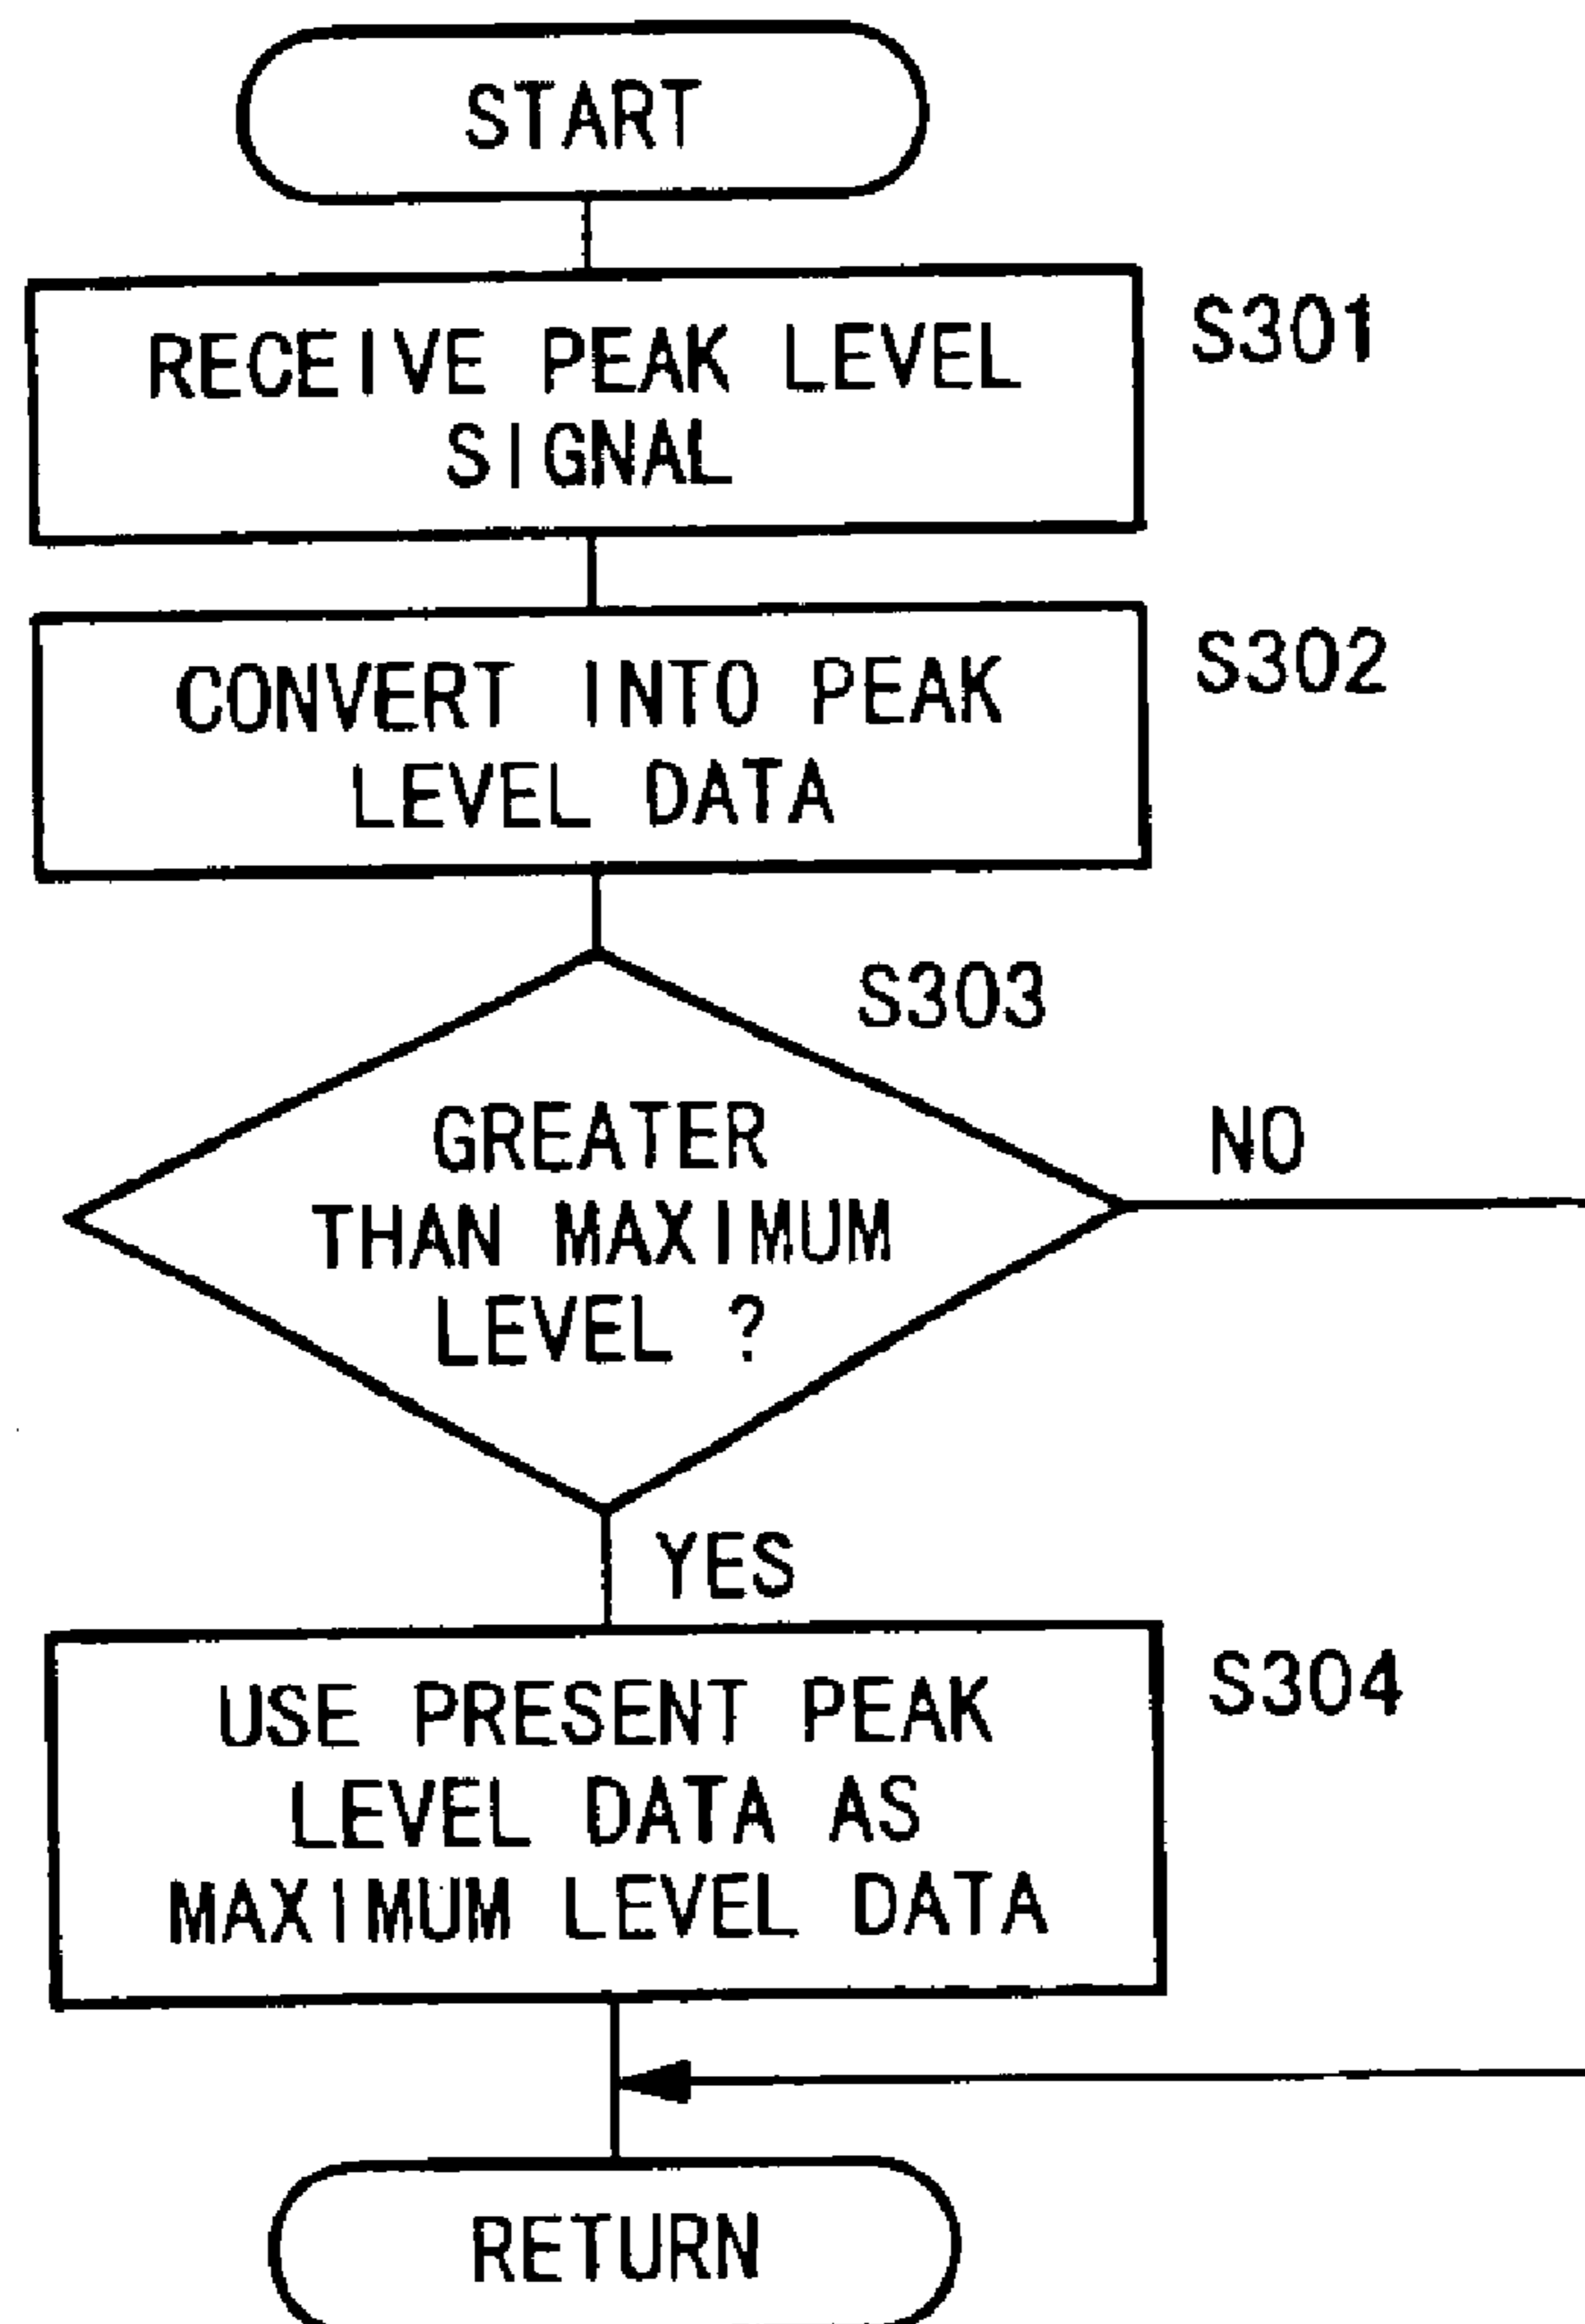 START
RECEIVE PEAK LEVEL
SIGNAL
S301
CONVERT INTO PEAK
LEVEL DATA
S302
S303
GREATER
THAN MAXIMUM
LEVEL ?
NO
YES
USE PRESENT PEAK
LEVEL DATA AS
MAXIMUM LEVEL DATA
S304
RETURN